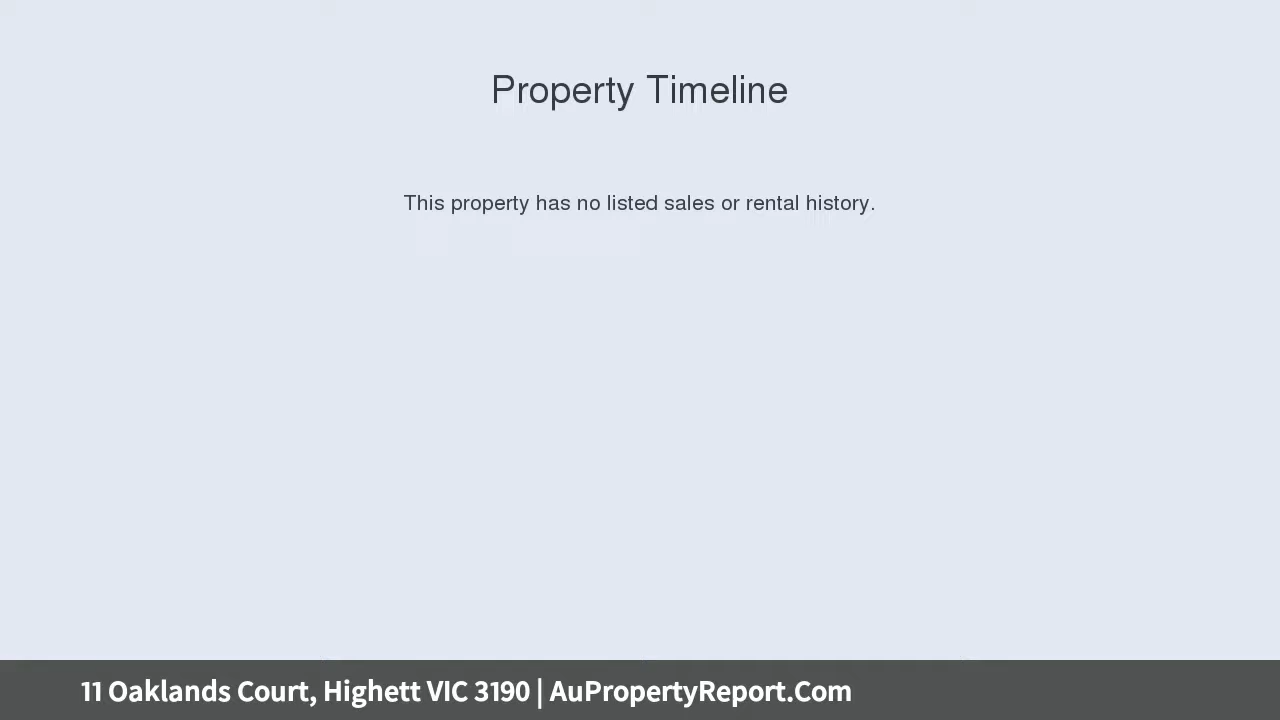 Property Timeline
This property has no listed sales or rental history.
11 Oaklands Court, Highett VIC 3190 | AuPropertyReport.Com